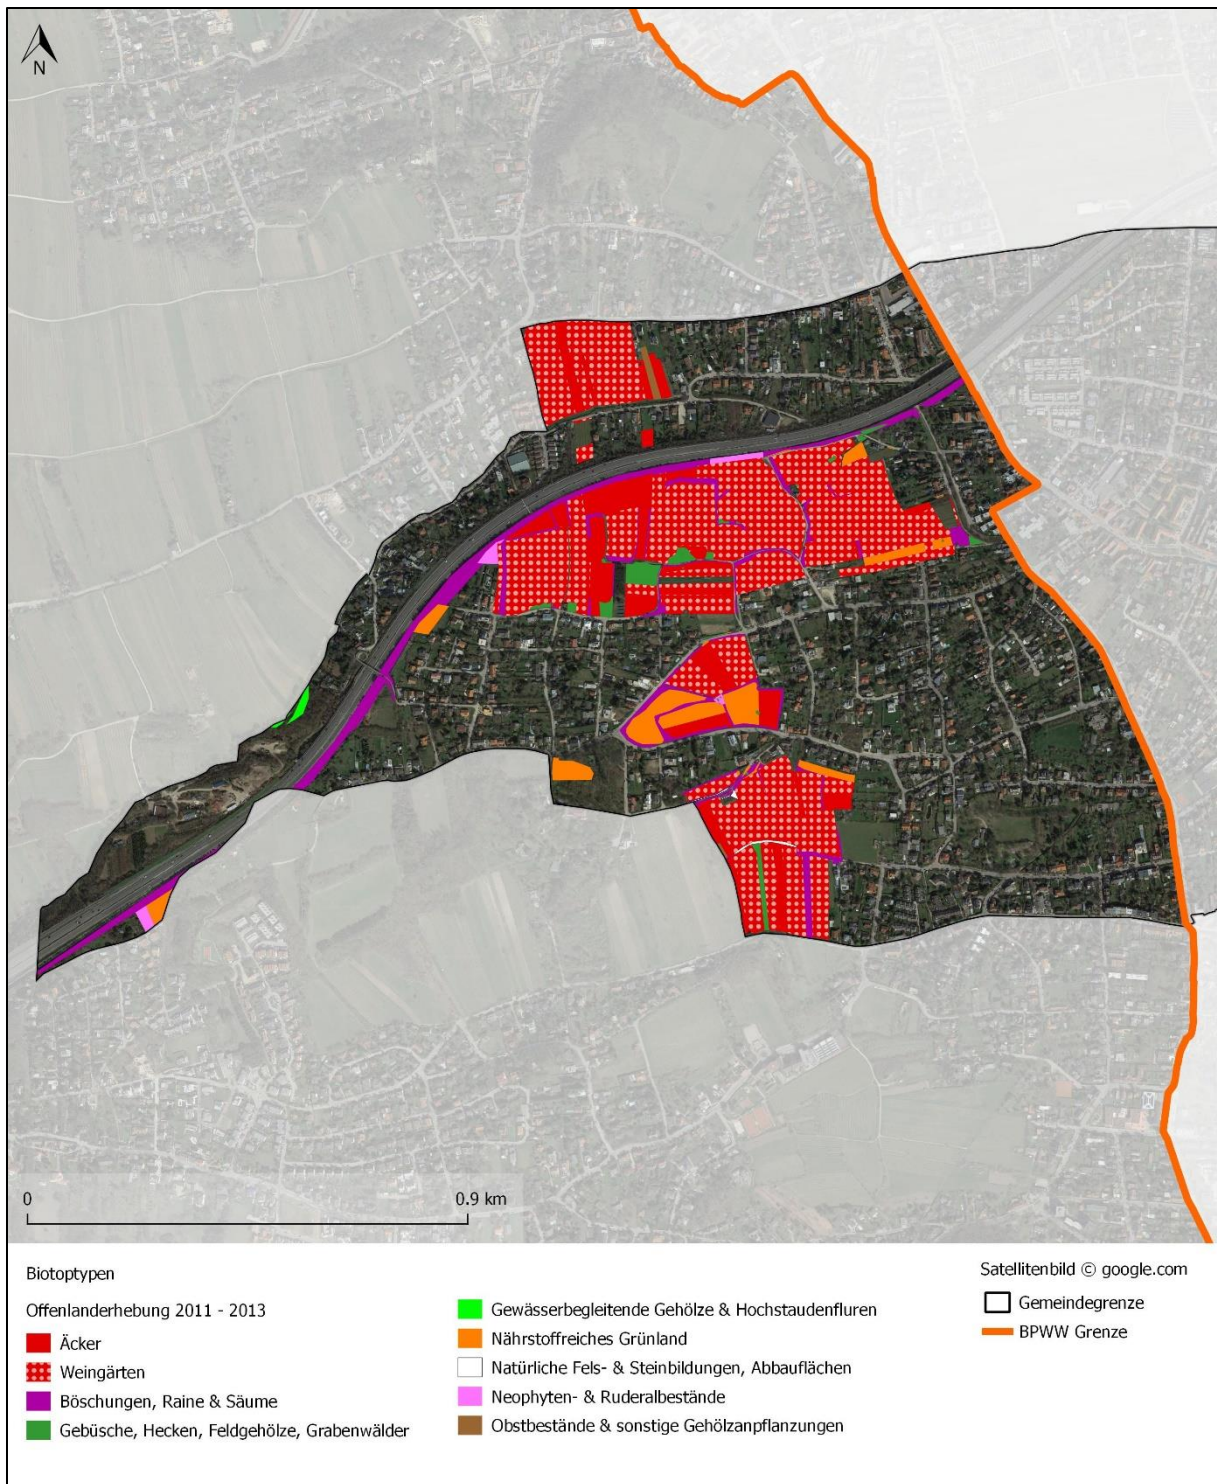 N
0 0.9 km
Biotoptypen
Offenlanderhebung 2011 - 2013
Äcker
Weingärten
Böschungen, Raine & Säume
Gebüsche, Hecken, Feldgehölze, Grabenwälder
Gewässerbegleitende Gehölze & Hochstaudenfluren
Nährstoffreiches Grünland
Natürliche Fels- & Steinbildungen, Abbauflächen
Neophyten- & Ruderalbestände
Obstbestände & sonstige Gehölzanpflanzungen
Satellitenbild © google.com
Gemeindegrenze
BPWW Grenze